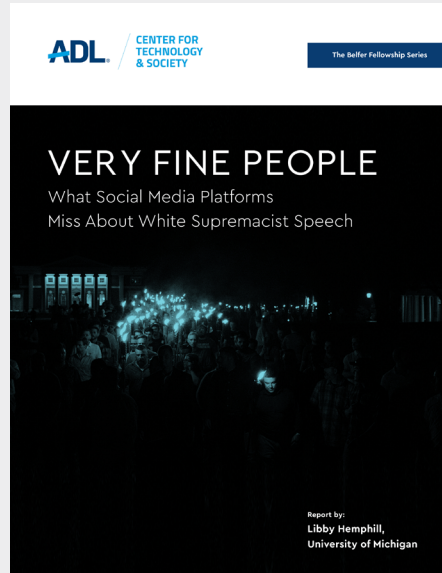 ADL®
CENTER FOR
TECHNOLOGY
& SOCIETY
The Belfer Fellowship Series
VERY FINE PEOPLE
What Social Media Platforms
Miss About White Supremacist Speech
Report by:
Libby Hemphill,
University of Michigan